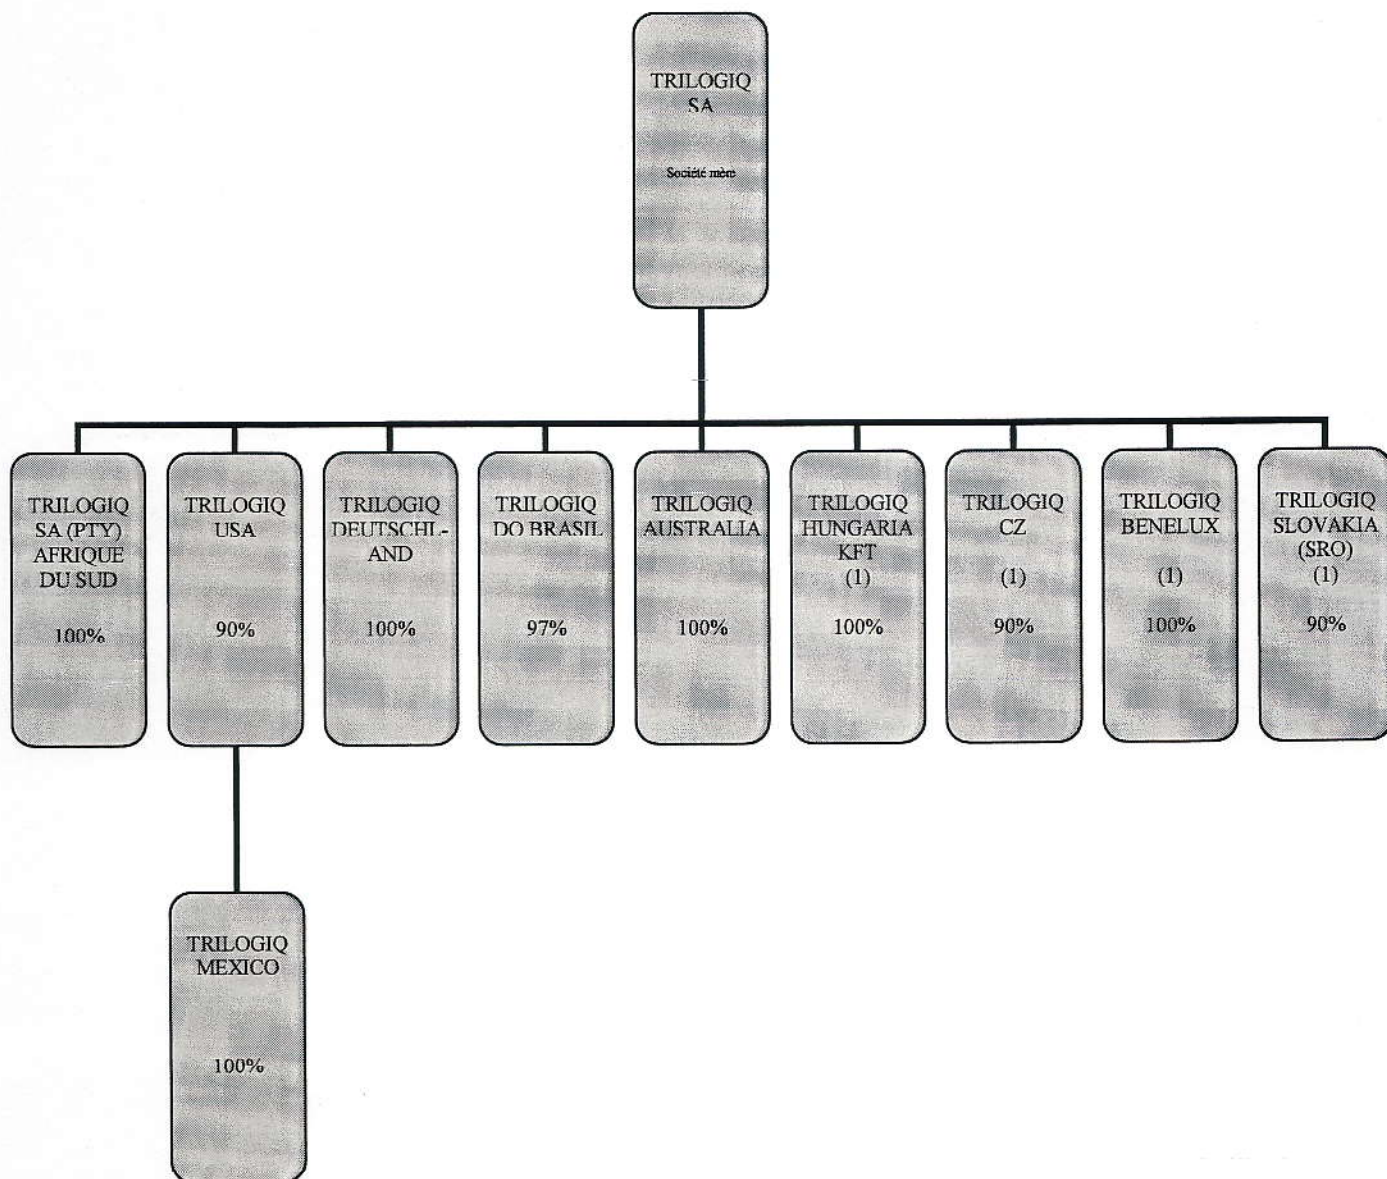 TRILOGIQ
SA
Société mère
TRILOGIQ
SA (PTY)
AFRIQUE
DU SUD
100%
TRILOGIQ
USA
90%
TRILOGIQ
DEUTSCHL-
AND
100%
TRILOGIQ
DO BRASIL
97%
TRILOGIQ
AUSTRALIA
100%
TRILOGIQ
HUNGARIA
KFT
(1)
100%
TRILOGIQ
CZ
(1)
90%
TRILOGIQ
BENELUX
(1)
100%
TRILOGIQ
SLOVAKIA
(SRO)
(1)
90%
TRILOGIQ
MEXICO
100%